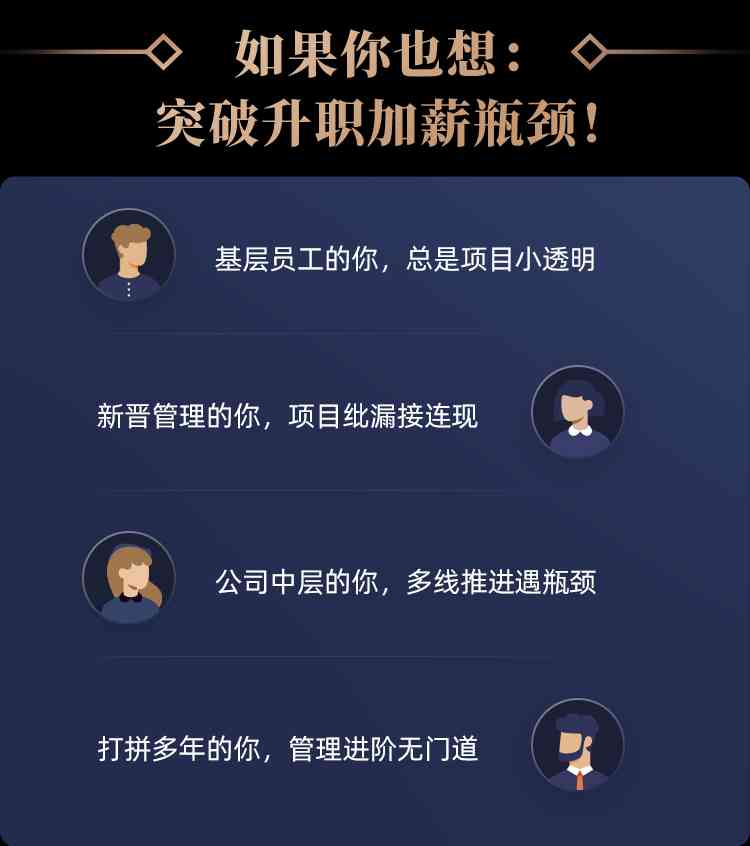 如果你也想：
突破升职加薪瓶颈！
基层员工的你，总是项目小透明
新晋管理的你，项目纰漏接连现
公司中层的你，多线推进遇瓶颈
打拼多年的你，管理进阶无门道